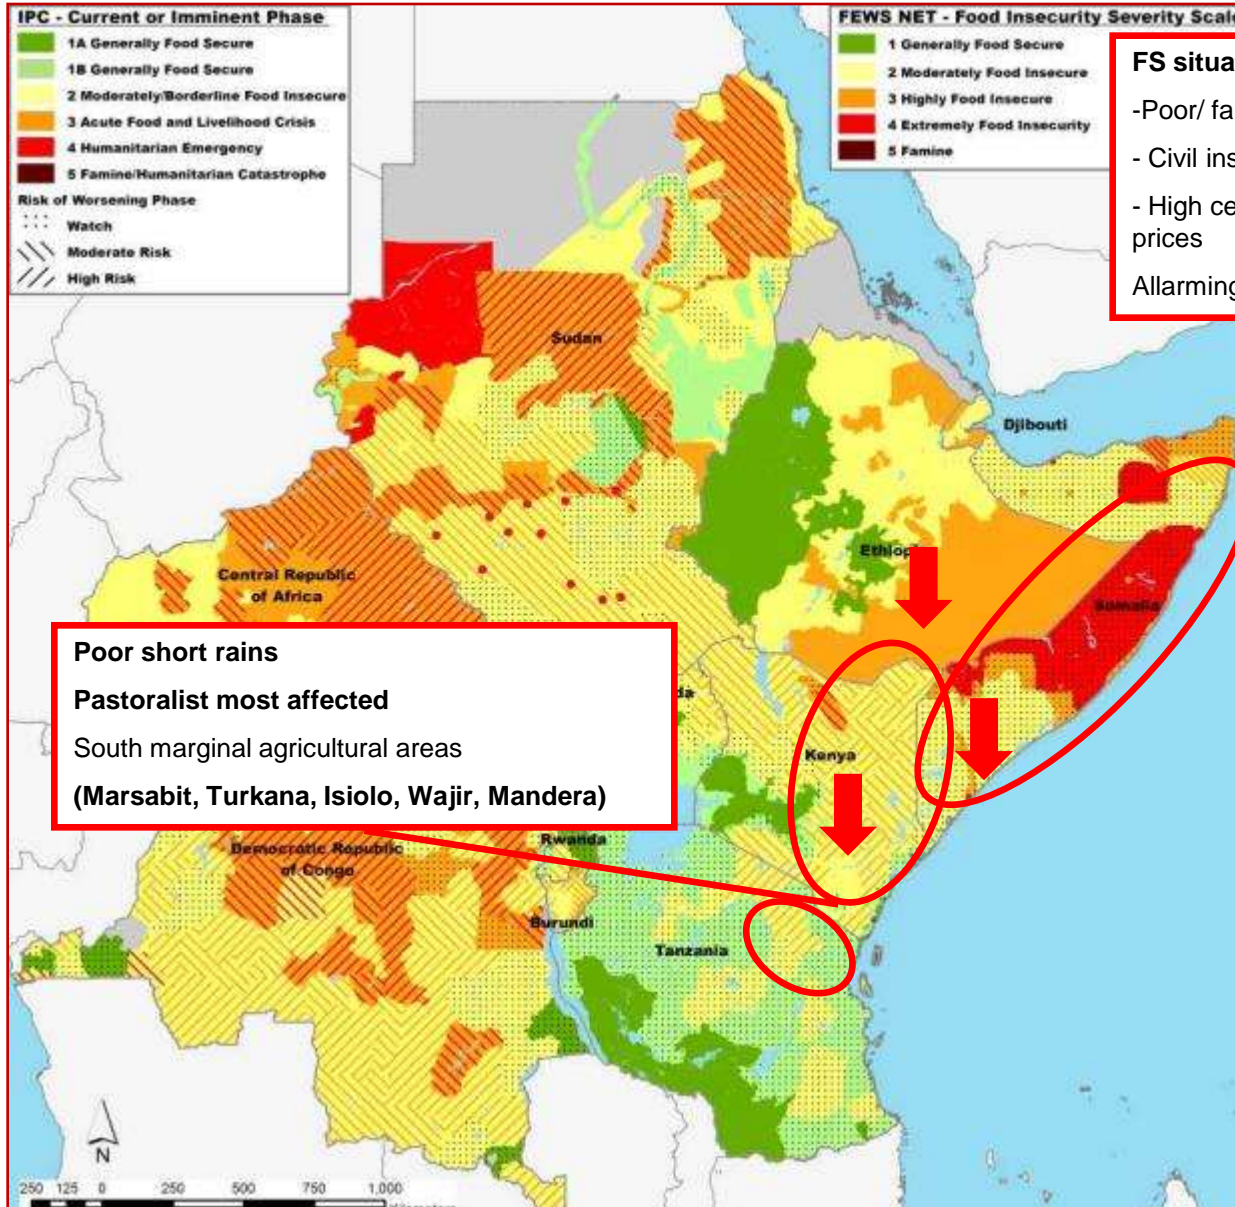 IPC - Current or Imminent Phase
1A Generally Food Secure
1B Generally Food Secure
2 Moderately/Borderline Food Insecure
3 Acute Food and Livelihood Crisis
4 Humanitarian Emergency
5 Famine/Humanitarian Catastrophe
Risk of Worsening Phase
Watch
Moderate Risk
High Risk
FEWS NET - Food Insecurity Severity Scale
1 Generally Food Secure
2 Moderately Food Insecure
3 Highly Food Insecure
4 Extremely Food Insecurity
5 Famine
FS situa
-Poor/ fa
- Civil ins
- High ce
prices
Allarming
Sudan
Djibouti
Ethiop
Somalia
Central Republic
of Africa
Poor short rains
Pastoralist most affected
South marginal agricultural areas
(Marsabit, Turkana, Isiolo, Wajir, Mandera)
da
Kenya
Rwanda
Democratic Republic
of Congo
Burundi
Tanzania
N
250 125 0 250 500 750 1,000